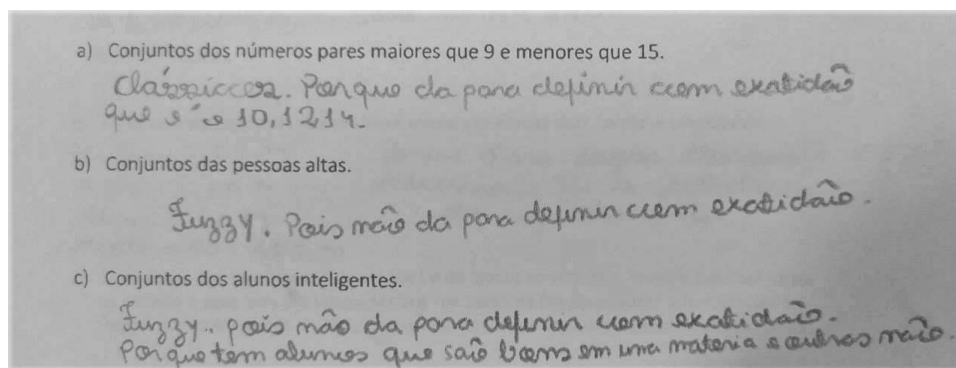 a) Conjuntos dos números pares maiores que 9 e menores que 15.
Clássicos. Porque da para definir com exatidão
que é o 10,12,14.
b) Conjuntos das pessoas altas.
Fuzzy. Pois não da para definir com exatidão.
c) Conjuntos dos alunos inteligentes.
Fuzzy.. pois não da para definir com exatidão.
Porque tem alunos que saõ bons em uma materia e outros não.